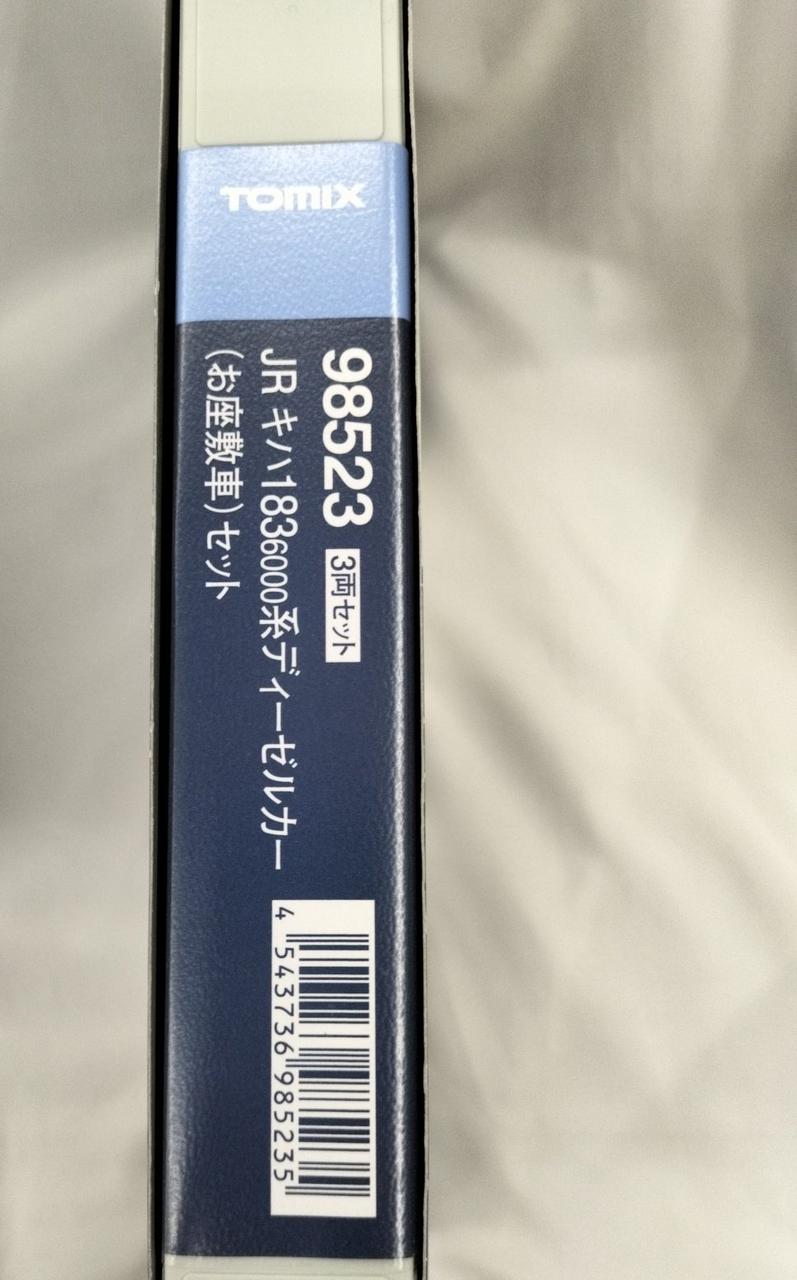 TOMIX
98523 3両セット
JR キハ183 6000系ディーゼルカー
(お座敷車)セット
4 543736 985235